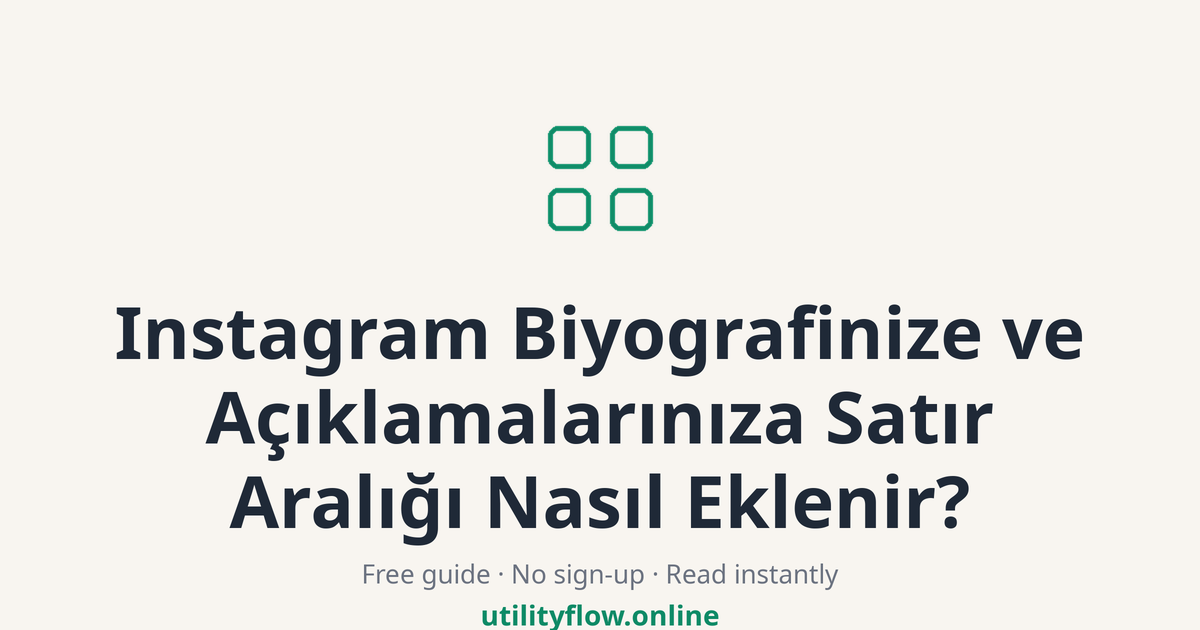 Instagram Biyografinize ve
Açıklamalarınıza Satır
Aralığı Nasıl Eklenir?
Free guide · No sign-up · Read instantly
utilityflow.online